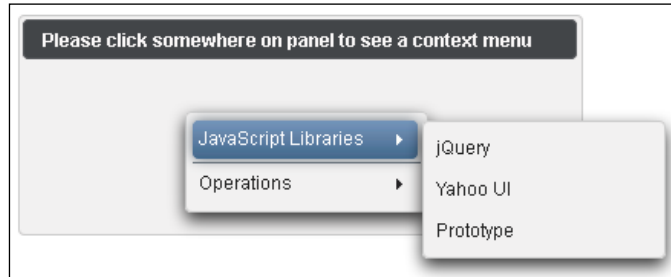 Please click somewhere on panel to see a context menu
JavaScript Libraries
Operations
jQuery
Yahoo UI
Prototype